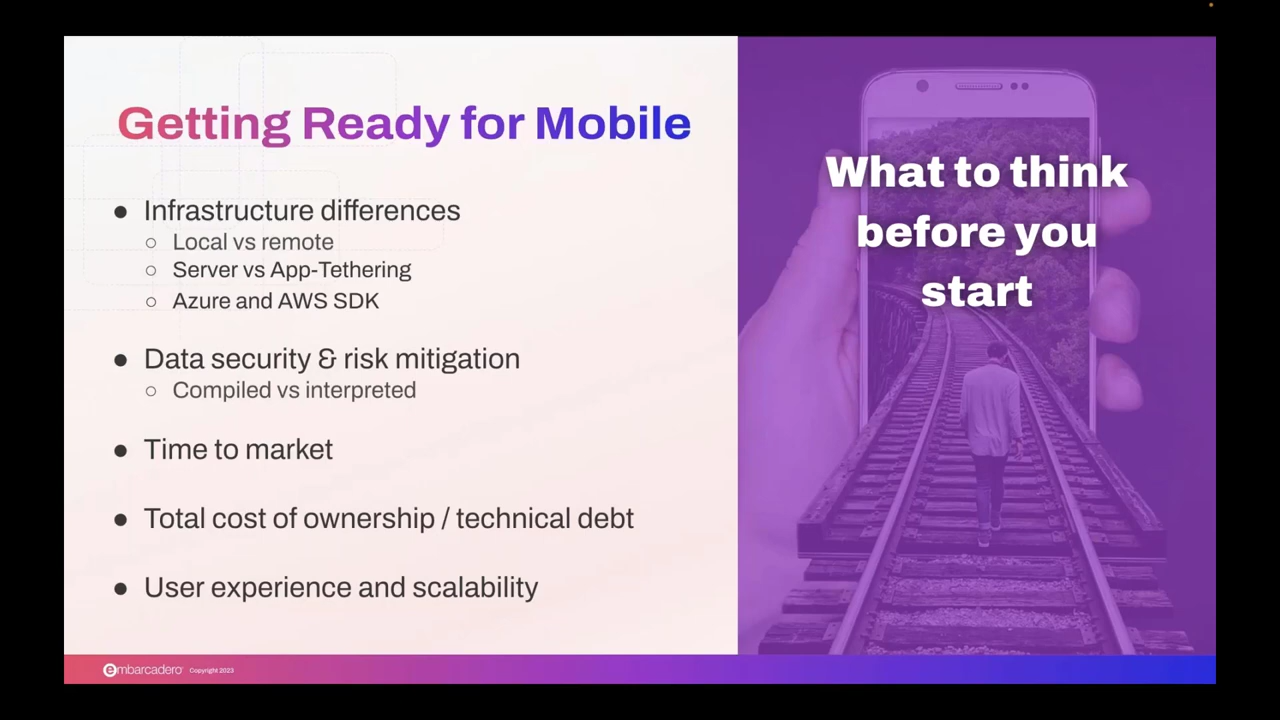 Getting Ready for Mobile
● Infrastructure differences
○ Local vs remote
○ Server vs App-Tethering
○ Azure and AWS SDK
● Data security & risk mitigation
○ Compiled vs interpreted
● Time to market
● Total cost of ownership / technical debt
● User experience and scalability
What to think
before you
start
embarcadero Copyright 2023